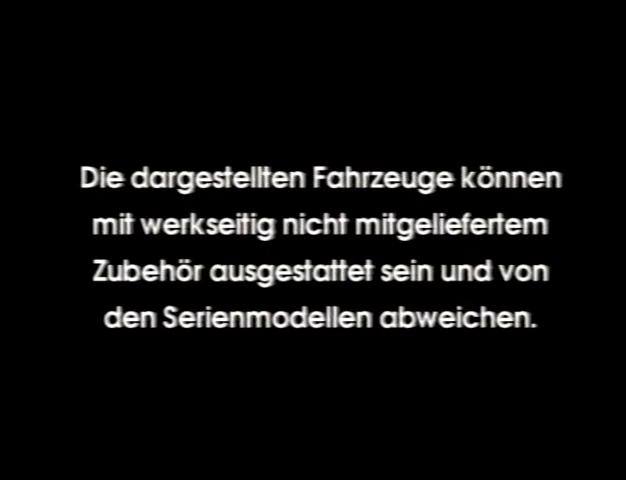 Die dargestellten Fahrzeuge können
mit werkseitig nicht mitgeliefertem
Zubehör ausgestattet sein und von
den Serienmodellen abweichen.